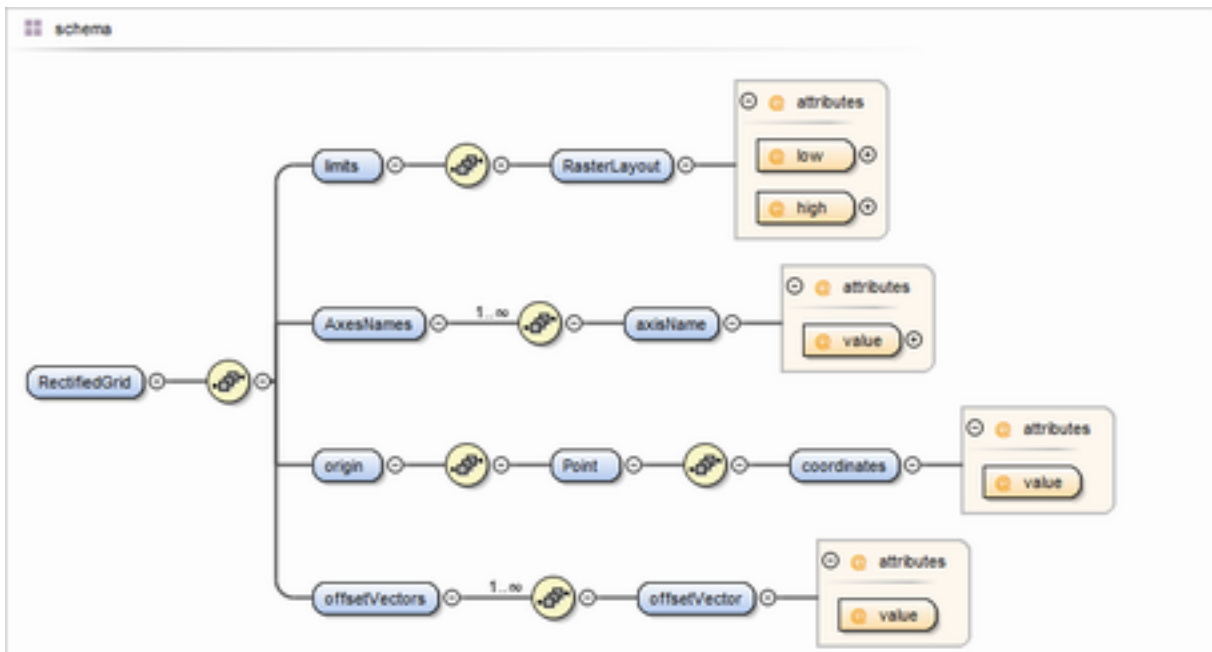 schema
attributes
limits
RasterLayout
low
high
attributes
AxesNames
1..∞
axisName
value
RectifiedGrid
attributes
origin
Point
coordinates
value
attributes
offsetVectors
1..∞
offsetVector
value